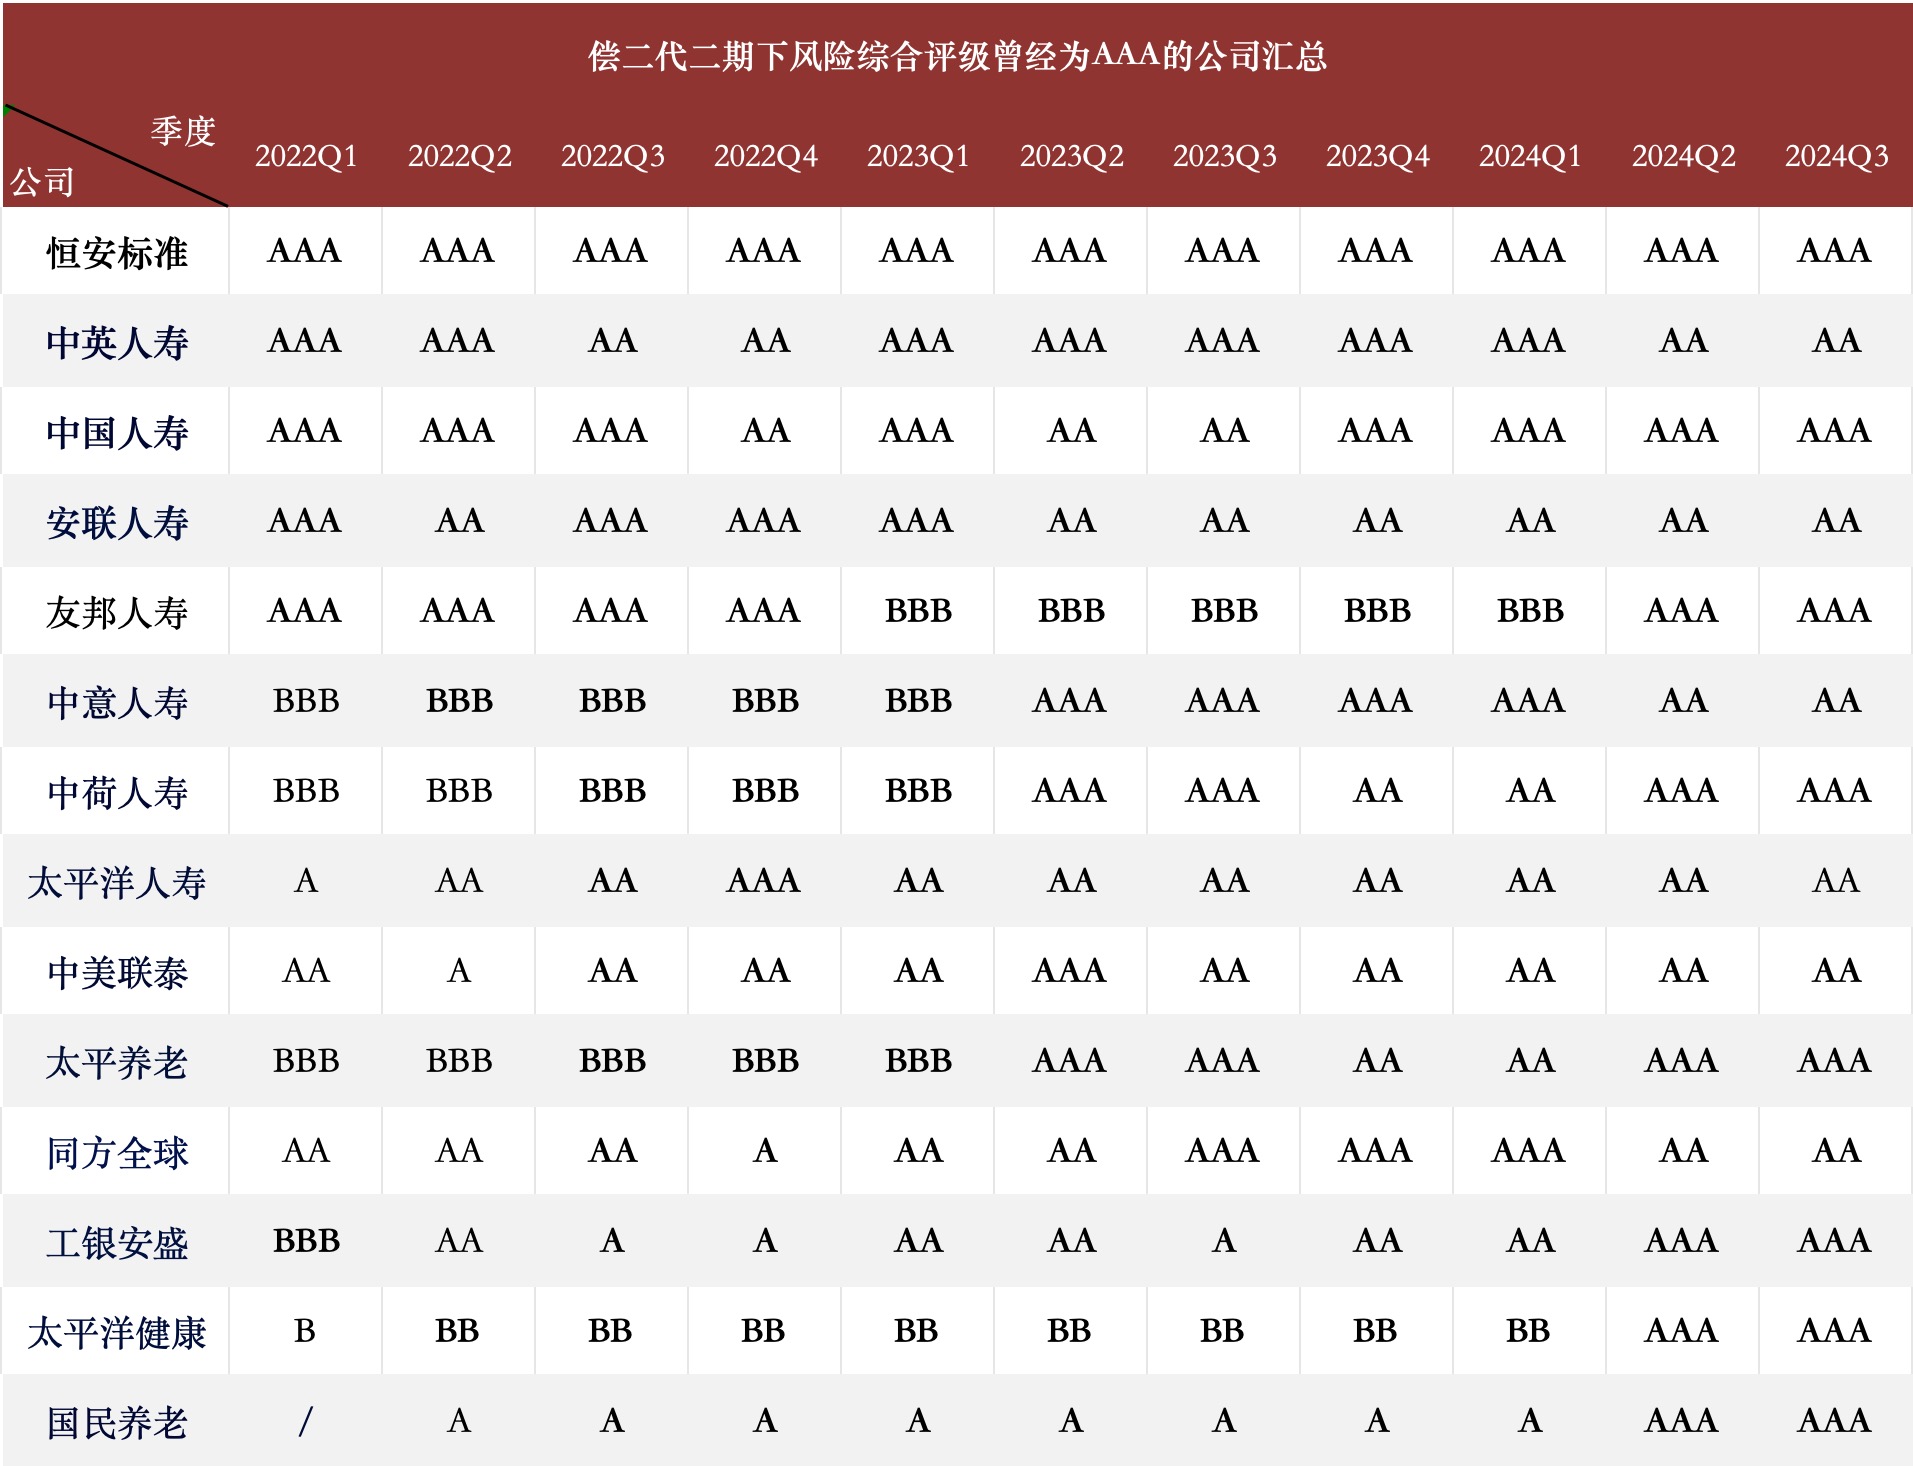 偿二代二期下风险综合评级曾经为AAA的公司汇总
季度
公司 2022Q1 2022Q2 2022Q3 2022Q4 2023Q1 2023Q2 2023Q3 2023Q4 2024Q1 2024Q2 2024Q3
恒安标准 AAA AAA AAA AAA AAA AAA AAA AAA AAA AAA AAA
中英人寿 AAA AAA AA AA AAA AAA AAA AAA AAA AA AA
中国人寿 AAA AAA AAA AA AAA AA AA AAA AAA AAA AAA
安联人寿 AAA AA AAA AAA AAA AA AA AA AA AA AA
友邦人寿 AAA AAA AAA AAA BBB BBB BBB BBB BBB AAA AAA
中意人寿 BBB BBB BBB BBB BBB AAA AAA AAA AAA AA AA
中荷人寿 BBB BBB BBB BBB BBB AAA AAA AA AA AAA AAA
太平洋人寿 A AA AA AAA AA AA AA AA AA AA AA
中美联泰 AA A AA AA AA AAA AA AA AA AA AA
太平养老 BBB BBB BBB BBB BBB AAA AAA AA AA AAA AAA
同方全球 AA AA AA A AA AA AAA AAA AAA AA AA
工银安盛 BBB AA A A AA AA A AA AA AAA AAA
太平洋健康 B BB BB BB BB BB BB BB BB AAA AAA
国民养老 / A A A A A A A A AAA AAA